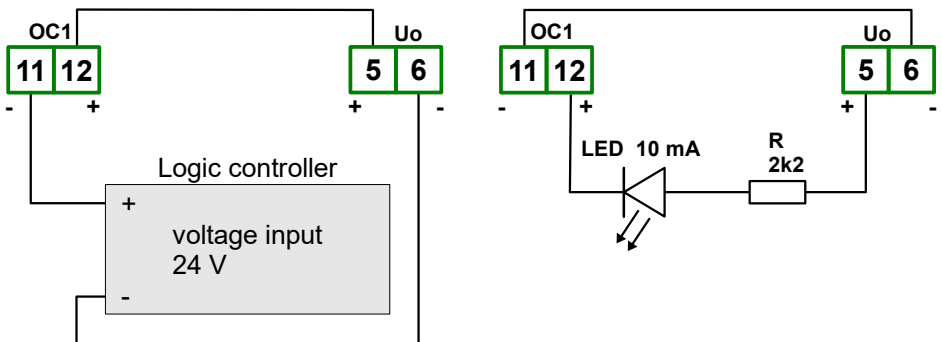 OC1
11 12
- +
Uo
5 6
+ -
Logic controller
+
voltage input
24 V
-
OC1
11 12
- +
Uo
5 6
+ -
LED 10 mA
R
2k2